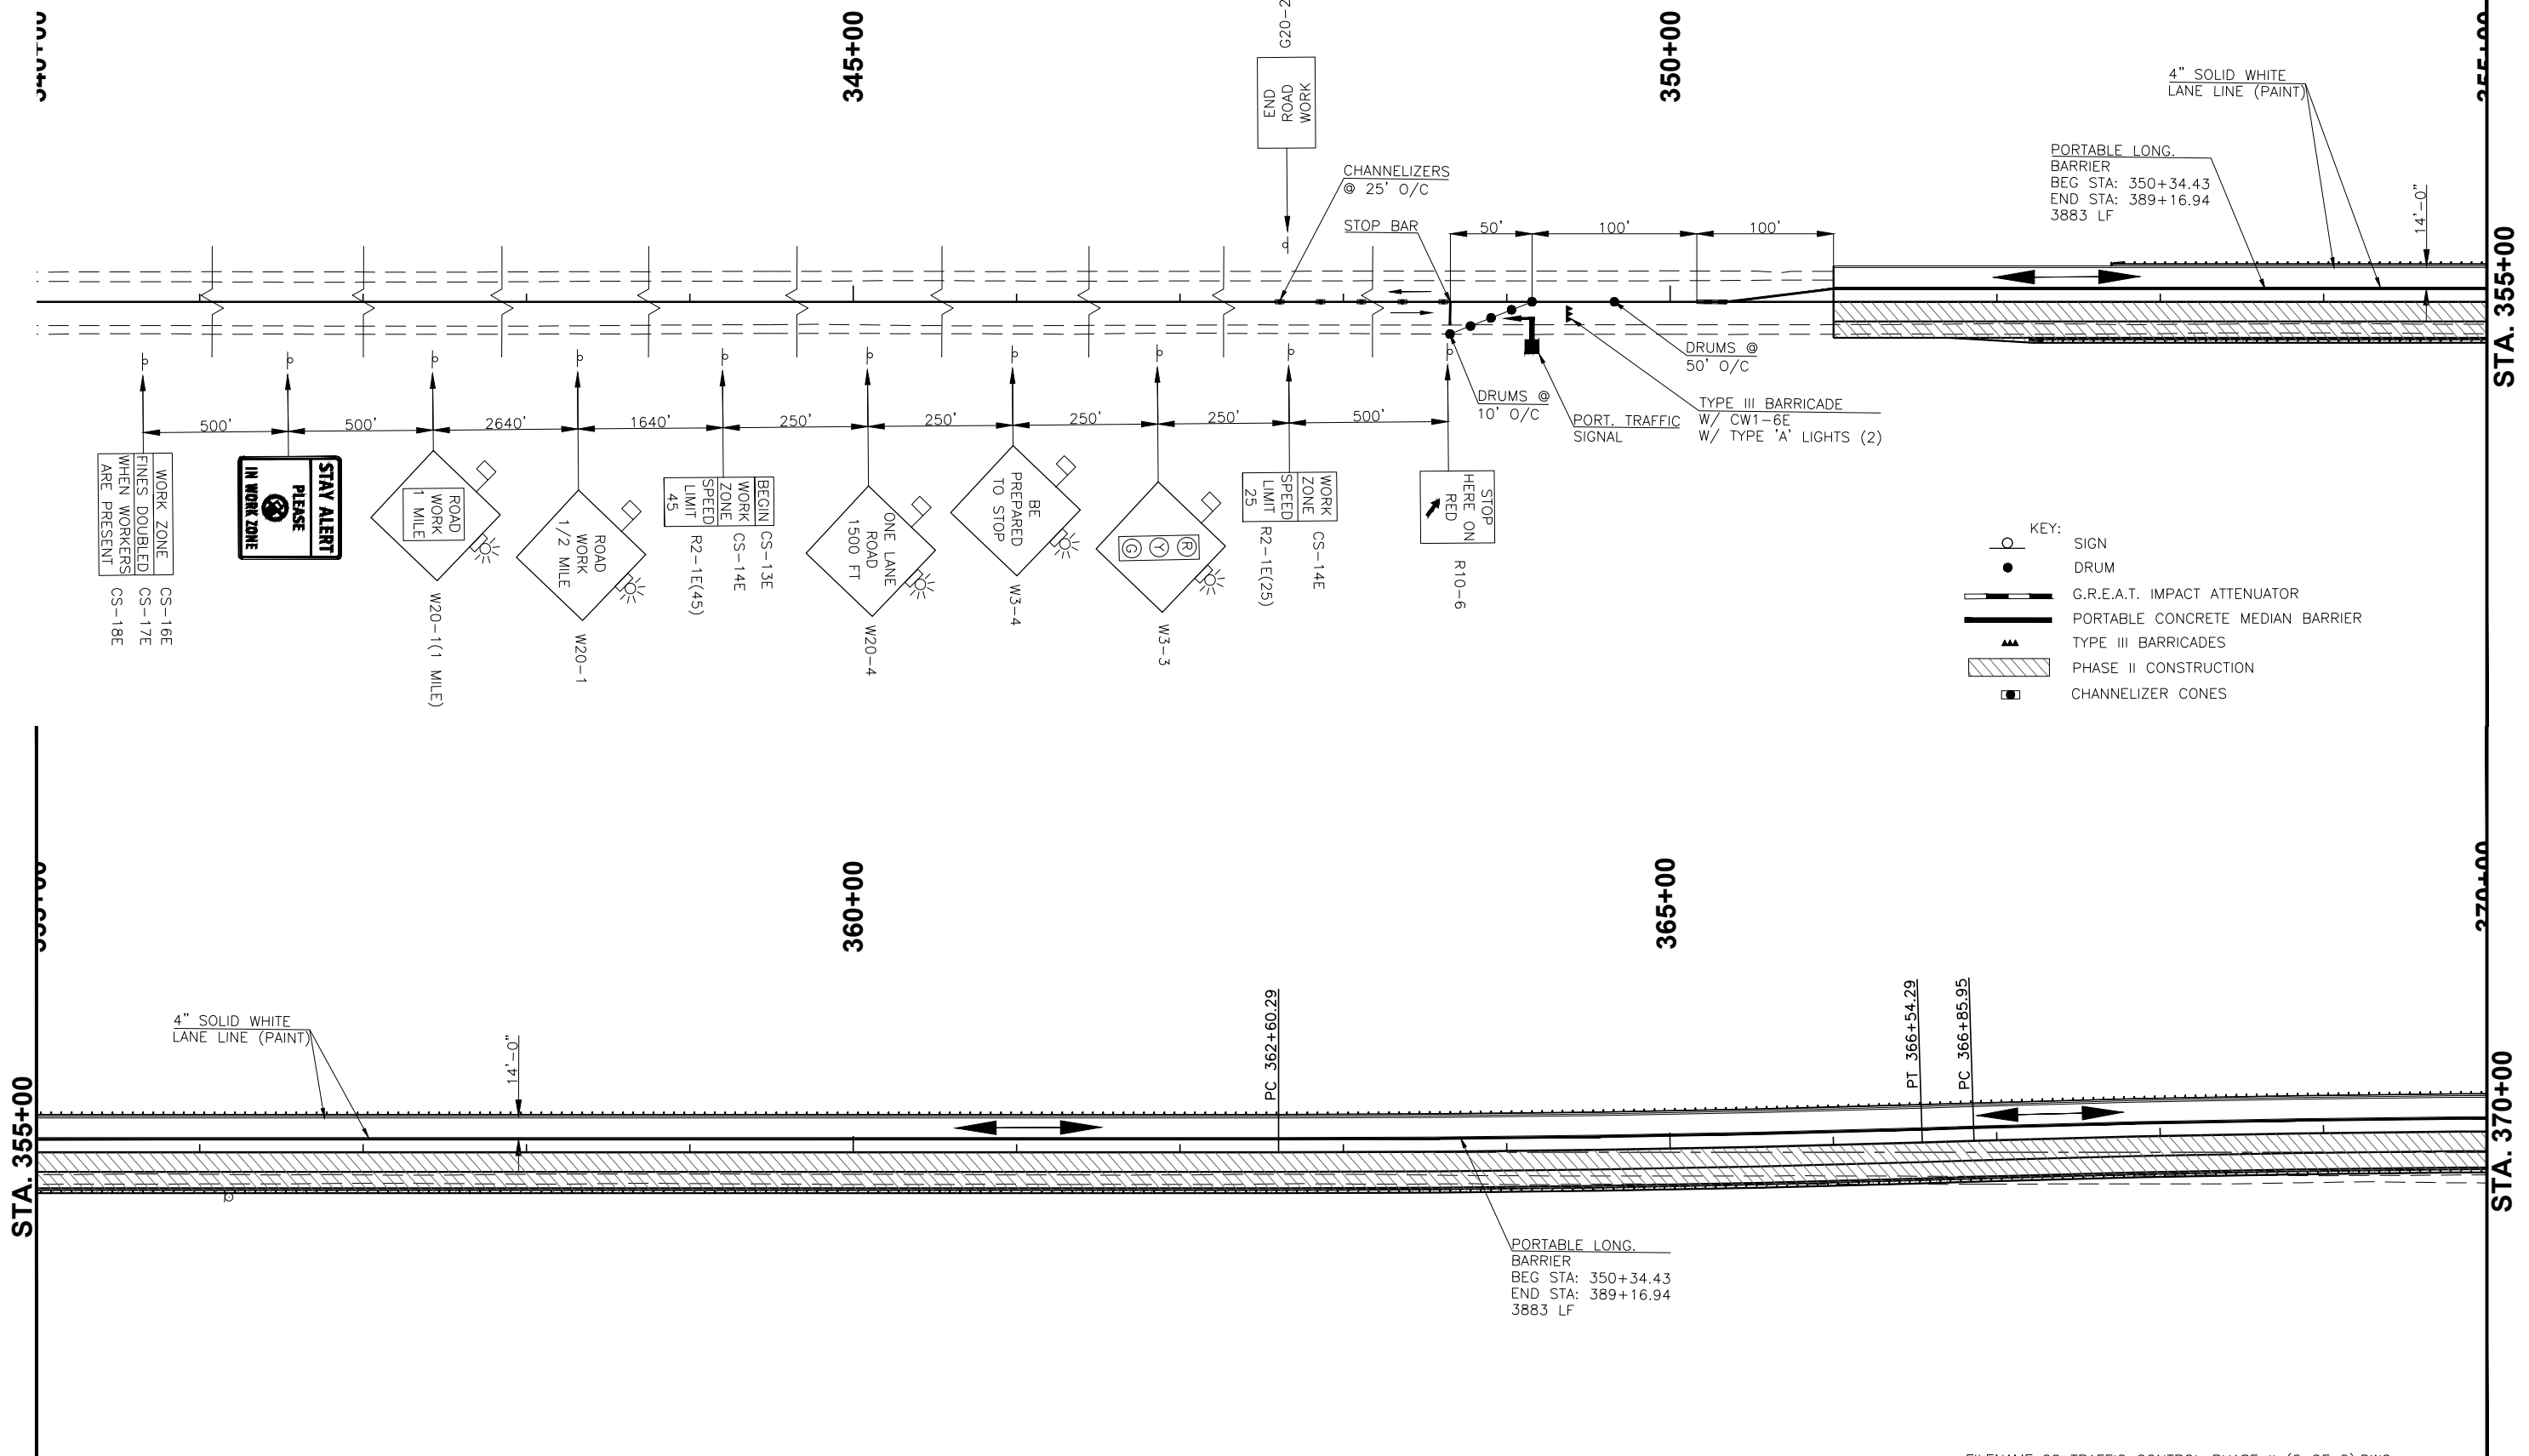 345+00
350+00
G20-2
END
ROAD
WORK
4" SOLID WHITE
LANE LINE (PAINT)
PORTABLE LONG.
BARRIER
BEG STA: 350+34.43
END STA: 389+16.94
3883 LF
14'-0"
STA. 355+00
CHANNELIZERS
@ 25' O/C
STOP BAR
50'
100'
100'
DRUMS @
50' O/C
DRUMS @
10' O/C
PORT. TRAFFIC
SIGNAL
TYPE III BARRICADE
W/ CW1-6E
W/ TYPE 'A' LIGHTS (2)
500'
500'
2640'
1640'
250'
250'
250'
250'
500'
WORK ZONE
FINES DOUBLED
WHEN WORKERS
ARE PRESENT
CS-16E
CS-17E
CS-18E
STAY ALERT
PLEASE
IN WORK ZONE
ROAD
WORK
1 MILE
W20-1(1 MILE)
ROAD
WORK
1/2 MILE
W20-1
BEGIN
WORK
ZONE
SPEED
LIMIT
45
CS-13E
CS-14E
R2-1E(45)
ONE LANE
ROAD
1500 FT
W20-4
BE
PREPARED
TO STOP
W3-4
R
Y
G
W3-3
WORK
ZONE
SPEED
LIMIT
25
CS-14E
R2-1E(25)
STOP
HERE ON
RED
R10-6
KEY:
SIGN
DRUM
G.R.E.A.T. IMPACT ATTENUATOR
PORTABLE CONCRETE MEDIAN BARRIER
TYPE III BARRICADES
PHASE II CONSTRUCTION
CHANNELIZER CONES
360+00
365+00
4" SOLID WHITE
LANE LINE (PAINT)
14'-0"
PC 362+60.29
PT 366+54.29
PC 366+85.95
STA. 355+00
STA. 370+00
PORTABLE LONG.
BARRIER
BEG STA: 350+34.43
END STA: 389+16.94
3883 LF